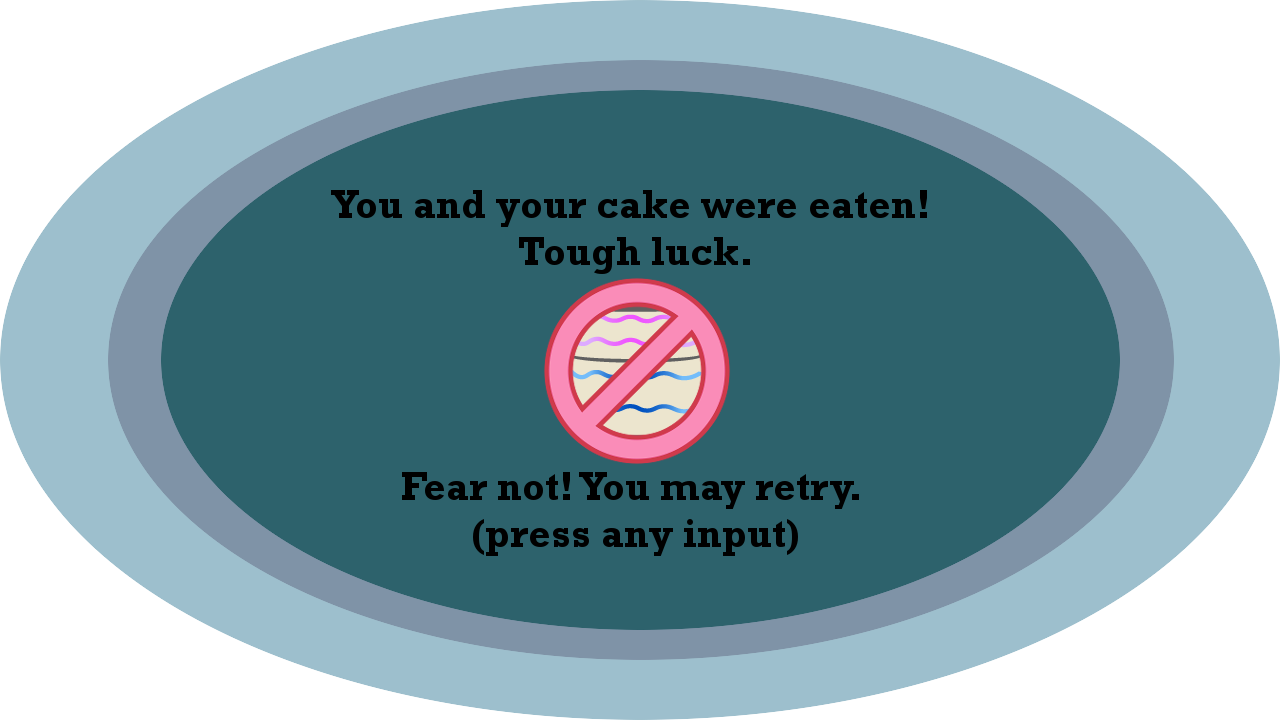 You and your cake were eaten!
Tough luck.
Fear not! You may retry.
(press any input)